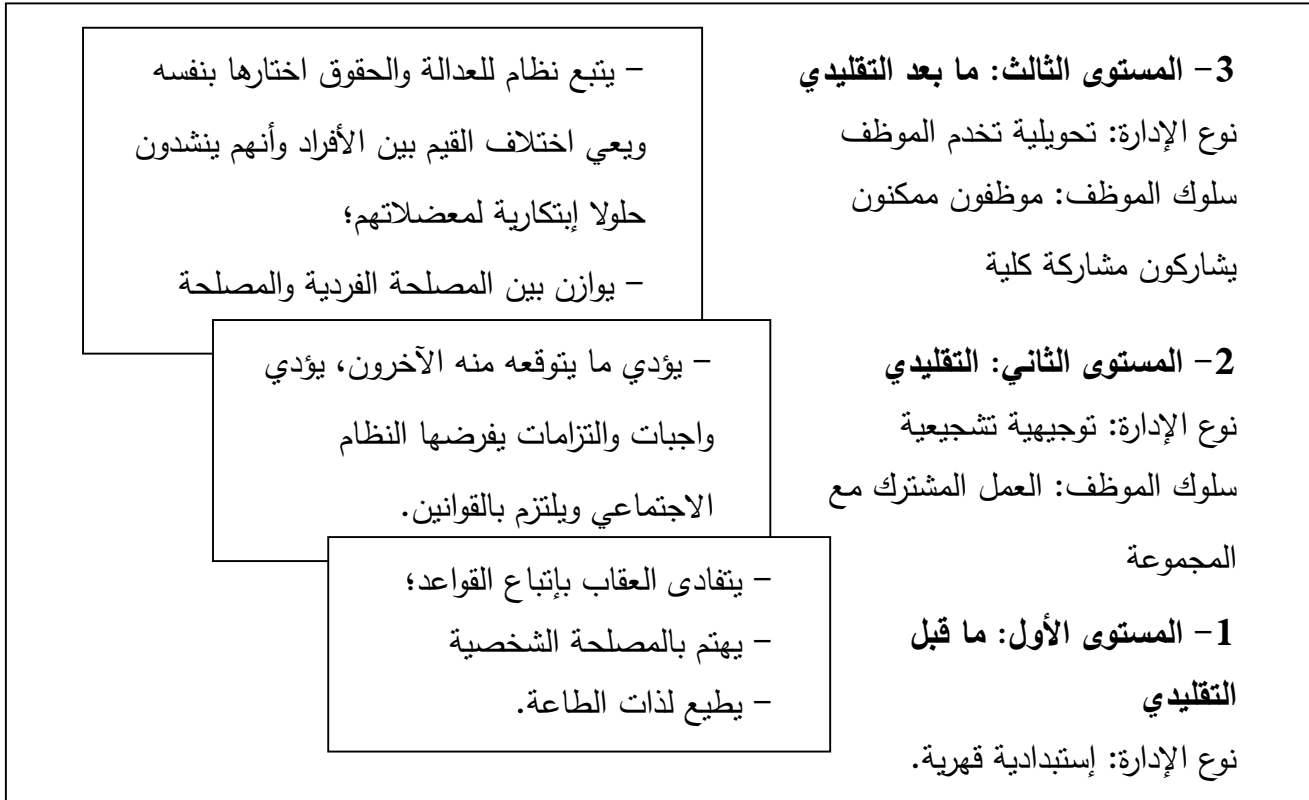 3- المستوى الثالث: ما بعد التقليدي
نوع الإدارة: تحويلية تخدم الموظف
سلوك الموظف: موظفون ممكنون
يشاركون مشاركة كلية
- يتبع نظام للعدالة والحقوق اختارها بنفسه
ويعي اختلاف القيم بين الأفراد وأنهم ينشدون
حلولا إبتكارية لمعضلاتهم؛
- يوازن بين المصلحة الفردية والمصلحة
2- المستوى الثاني: التقليدي
نوع الإدارة: توجيهية تشجيعية
سلوك الموظف: العمل المشترك مع
المجموعة
- يؤدي ما يتوقعه منه الآخرون، يؤدي
واجبات والتزامات يفرضها النظام
الاجتماعي ويلتزم بالقوانين.
1- المستوى الأول: ما قبل
التقليدي
نوع الإدارة: إستبدادية قهرية.
- يتفادى العقاب بإتباع القواعد؛
- يهتم بالمصلحة الشخصية
- يطيع لذات الطاعة.